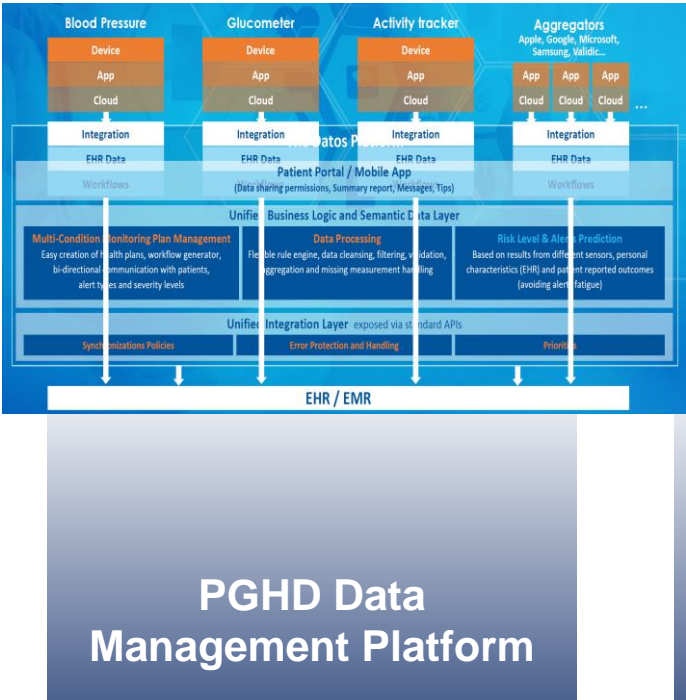 Blood Pressure
Glucometer
Activity tracker
Aggregators
Apple, Google, Microsoft,
Samsung, Validic...
Device
App
Cloud
Device
App
Cloud
Device
App
Cloud
App App App
Cloud Cloud Cloud ...
Integration
EHR Data
Workflows
Integration
EHR Data
Integration
EHR Data
Integration
EHR Data
Workflows
Datos
Patient Portal / Mobile App
(Data sharing permissions, Summary report, Messages, Tips)
Unified Business Logic and Semantic Data Layer
Multi-Condition Monitoring Plan Management
Easy creation of health plans, workflow generator,
bi-directional communication with patients,
alert types and severity levels
Data Processing
Flexible rule engine, data cleansing, filtering, validation,
aggregation and missing measurement handling
Risk Level & Alerts Prediction
Based on results from different sensors, personal
characteristics (EHR) and patient reported outcomes
(avoiding alert fatigue)
Unified Integration Layer exposed via standard APIs
Synchronizations Policies
Error Protection and Handling
Priorities
EHR / EMR
PGHD Data
Management Platform